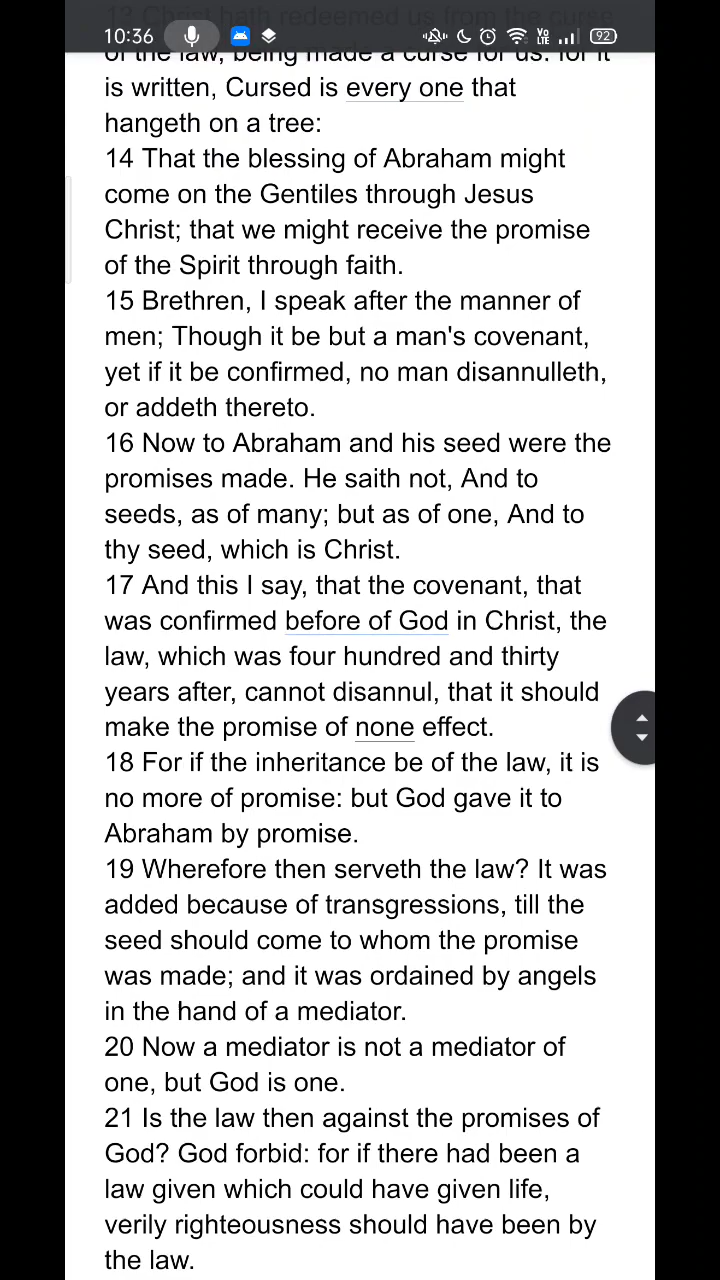 13 Christ hath redeemed us from the curse
10:36
Vo
LTE
92
of the law, being made a curse for us: for it
is written, Cursed is every one that
hangeth on a tree:
14 That the blessing of Abraham might
come on the Gentiles through Jesus
Christ; that we might receive the promise
of the Spirit through faith.
15 Brethren, I speak after the manner of
men; Though it be but a man's covenant,
yet if it be confirmed, no man disannulleth,
or addeth thereto.
16 Now to Abraham and his seed were the
promises made. He saith not, And to
seeds, as of many; but as of one, And to
thy seed, which is Christ.
17 And this I say, that the covenant, that
was confirmed before of God in Christ, the
law, which was four hundred and thirty
years after, cannot disannul, that it should
make the promise of none effect.
18 For if the inheritance be of the law, it is
no more of promise: but God gave it to
Abraham by promise.
19 Wherefore then serveth the law? It was
added because of transgressions, till the
seed should come to whom the promise
was made; and it was ordained by angels
in the hand of a mediator.
20 Now a mediator is not a mediator of
one, but God is one.
21 Is the law then against the promises of
God? God forbid: for if there had been a
law given which could have given life,
verily righteousness should have been by
the law.